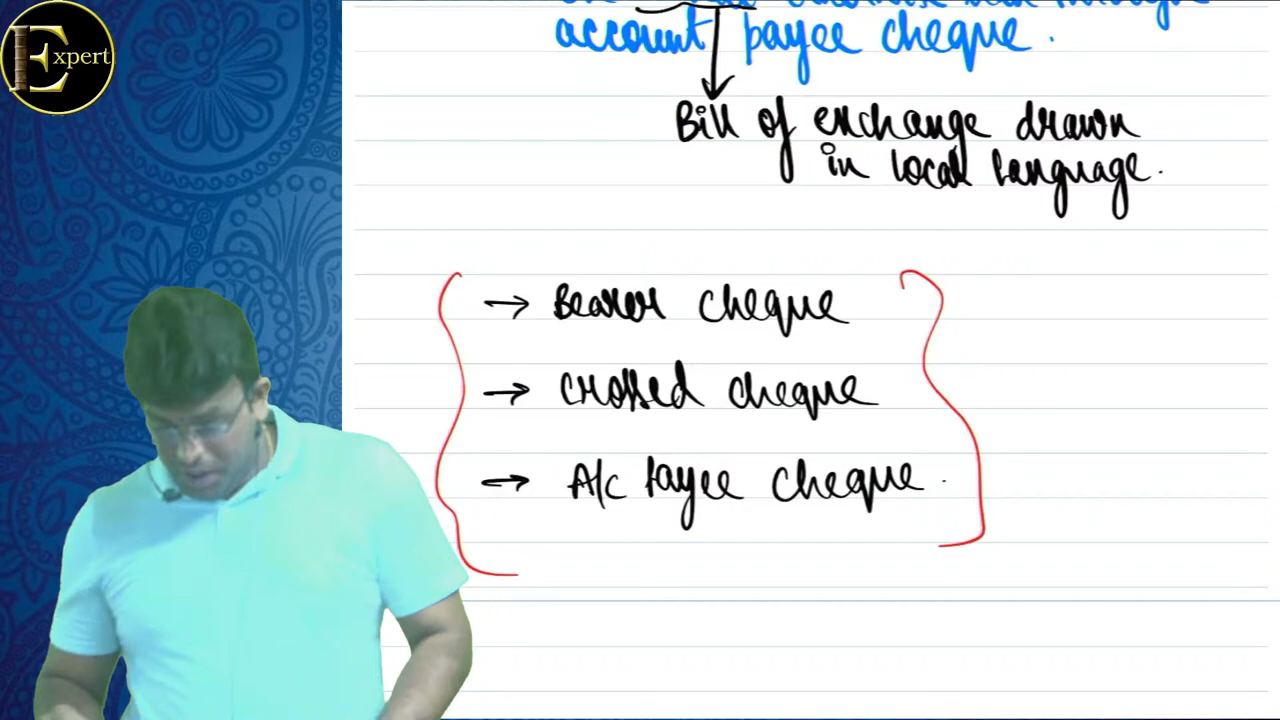 Expert
account payee cheque.
Bill of exchange drawn
in local language.
→ Bearer cheque
→ Crossed cheque
→ A/c Payee cheque.